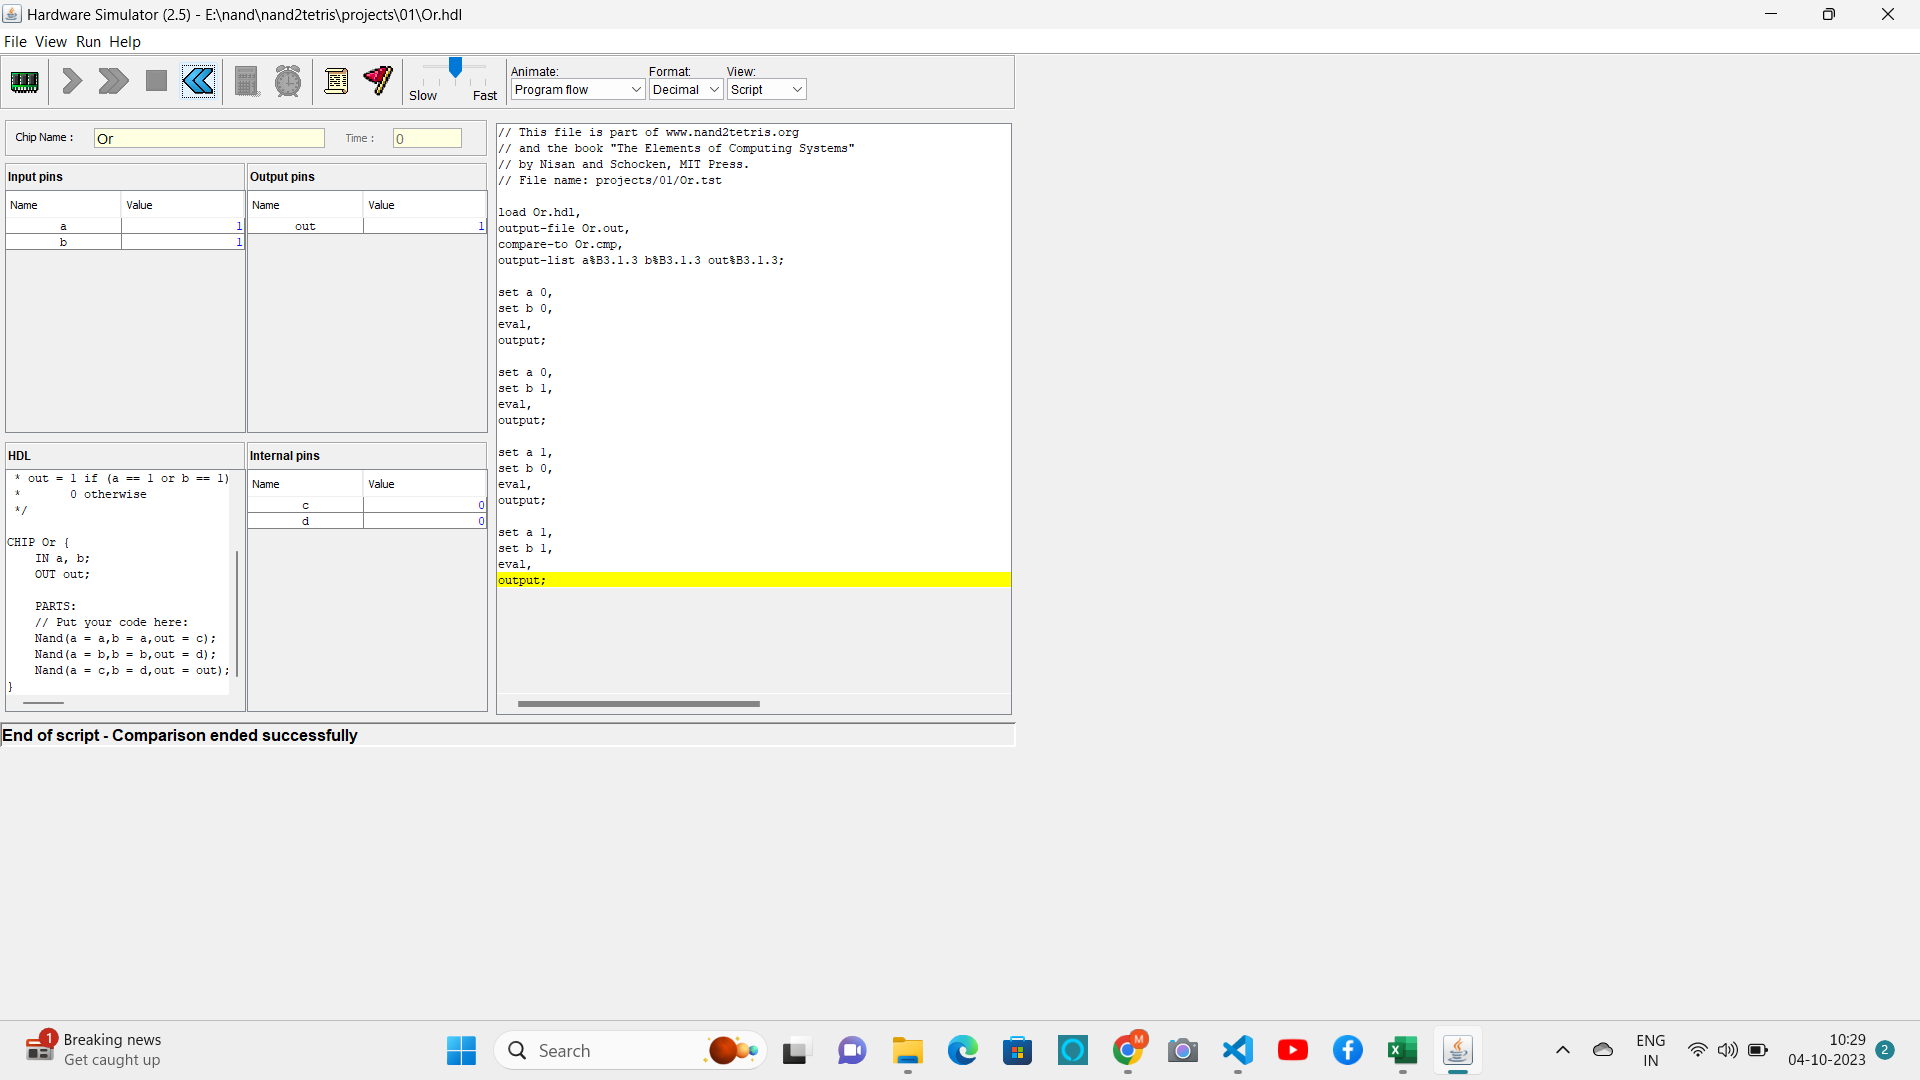 Hardware Simulator (2.5) - E:\nand\nand2tetris\projects\01\Or.hdl
File View Run Help
Slow Fast
Animate: Format: View:
Program flow Decimal Script
Chip Name : Or Time : 0
Input pins
Name Value
a 1
b 1
Output pins
Name Value
out 1
HDL
* out = 1 if (a == 1 or b == 1)
* 0 otherwise
*/
CHIP Or {
IN a, b;
OUT out;
PARTS:
// Put your code here:
Nand(a = a,b = a,out = c);
Nand(a = b,b = b,out = d);
Nand(a = c,b = d,out = out);
}
Internal pins
Name Value
c 0
d 0
// This file is part of www.nand2tetris.org
// and the book "The Elements of Computing Systems"
// by Nisan and Schocken, MIT Press.
// File name: projects/01/Or.tst
load Or.hdl,
output-file Or.out,
compare-to Or.cmp,
output-list a%B3.1.3 b%B3.1.3 out%B3.1.3;
set a 0,
set b 0,
eval,
output;
set a 0,
set b 1,
eval,
output;
set a 1,
set b 0,
eval,
output;
set a 1,
set b 1,
eval,
output;
End of script - Comparison ended successfully
1
Breaking news
Get caught up
Search
M
ENG
IN
10:29
04-10-2023
2